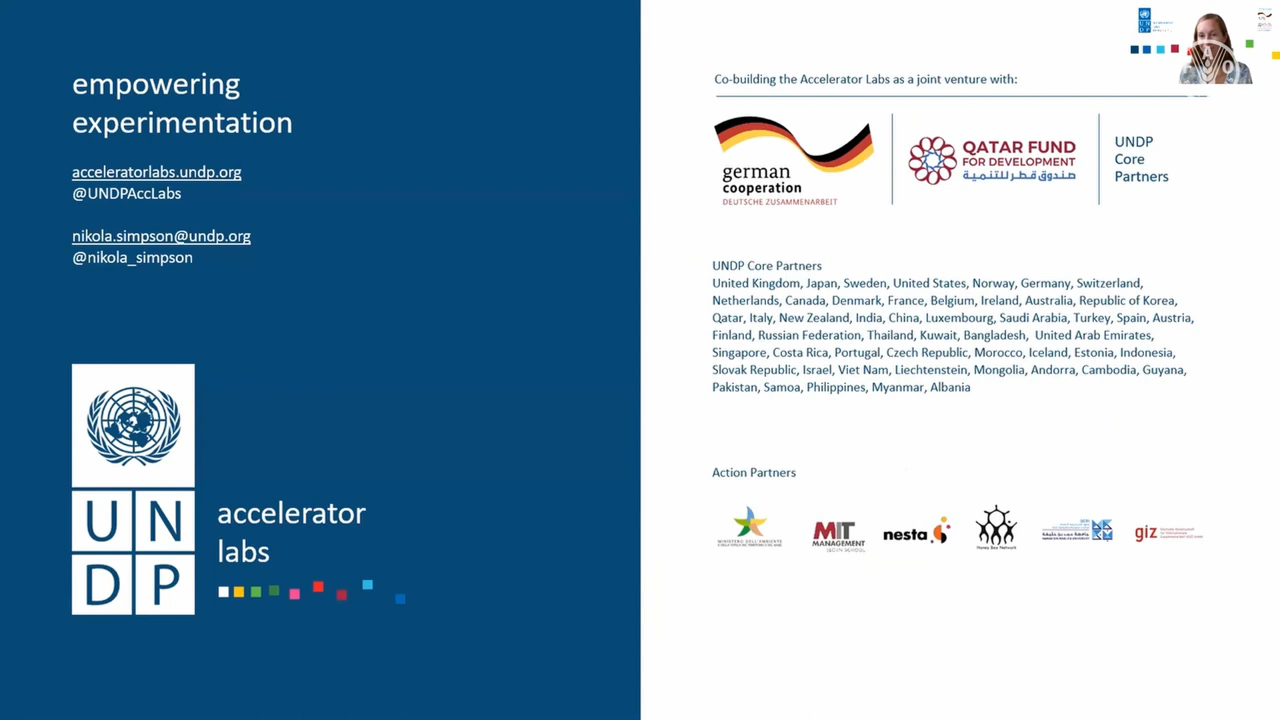 empowering
experimentation
acceleratorlabs.undp.org
@UNDPAccLabs
nikola.simpson@undp.org
@nikola_simpson
U N
D P
accelerator
labs
Co-building the Accelerator Labs as a joint venture with:
german
cooperation
DEUTSCHE ZUSAMMENARBEIT
QATAR FUND
FOR DEVELOPMENT
صندوق قطر للتنمية
UNDP
Core
Partners
UNDP Core Partners
United Kingdom, Japan, Sweden, United States, Norway, Germany, Switzerland,
Netherlands, Canada, Denmark, France, Belgium, Ireland, Australia, Republic of Korea,
Qatar, Italy, New Zealand, India, China, Luxembourg, Saudi Arabia, Turkey, Spain, Austria,
Finland, Russian Federation, Thailand, Kuwait, Bangladesh, United Arab Emirates,
Singapore, Costa Rica, Portugal, Czech Republic, Morocco, Iceland, Estonia, Indonesia,
Slovak Republic, Israel, Viet Nam, Liechtenstein, Mongolia, Andorra, Cambodia, Guyana,
Pakistan, Samoa, Philippines, Myanmar, Albania
Action Partners
MINISTERO DELL'AMBIENTE
MIT
MANAGEMENT
SLOAN SCHOOL
nesta
Honey Bee Network
giz
U N
D P
F A O